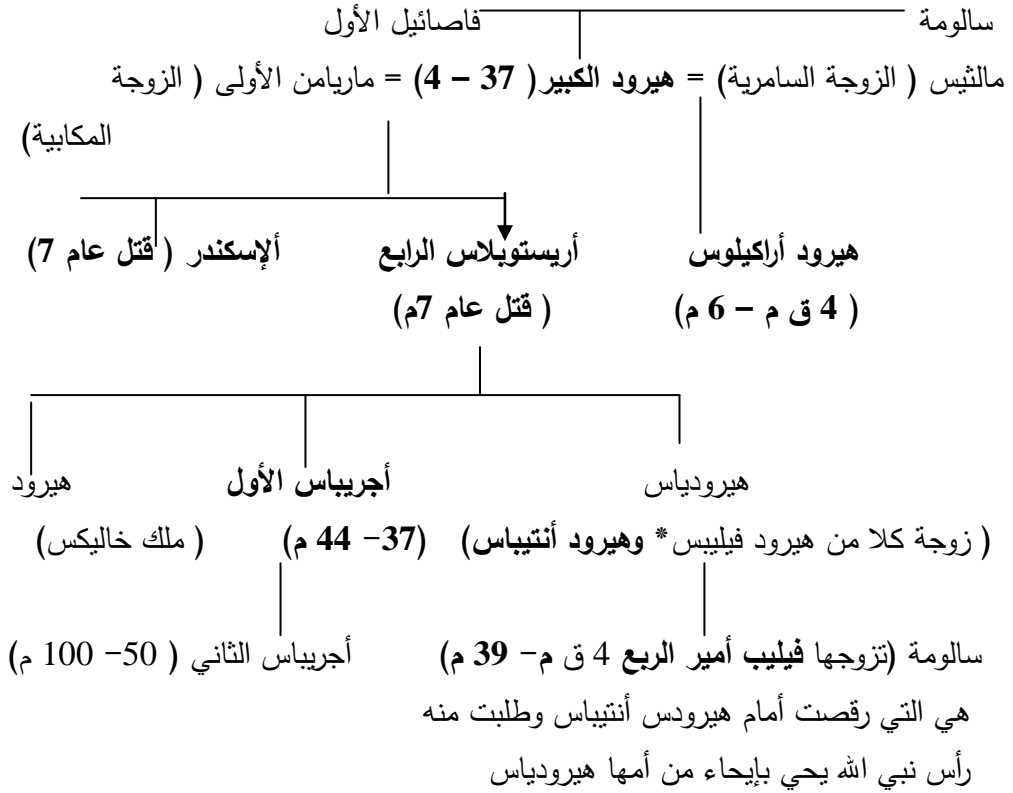 سالومة فاصائيل الأول
مالثيس ( الزوجة السامرية) = هيرود الكبير( 37 – 4) = ماريامن الأولى ( الزوجة
المكابية)
هيرود أراكيلوس أريستوبلاس الرابع ألإسكندر ( قتل عام 7)
( 4 ق م – 6 م) ( قتل عام 7م)
هيرودياس أجريباس الأول هيرود
( زوجة كلا من هيرود فيليبس* وهيرود أنتيباس) (37– 44 م) ( ملك خاليكس)
سالومة (تزوجها فيليب أمير الربع 4 ق م– 39 م) أجريباس الثاني ( 50– 100 م)
هي التي رقصت أمام هيرودس أنتيباس وطلبت منه
رأس نبي الله يحي بإيحاء من أمها هيرودياس